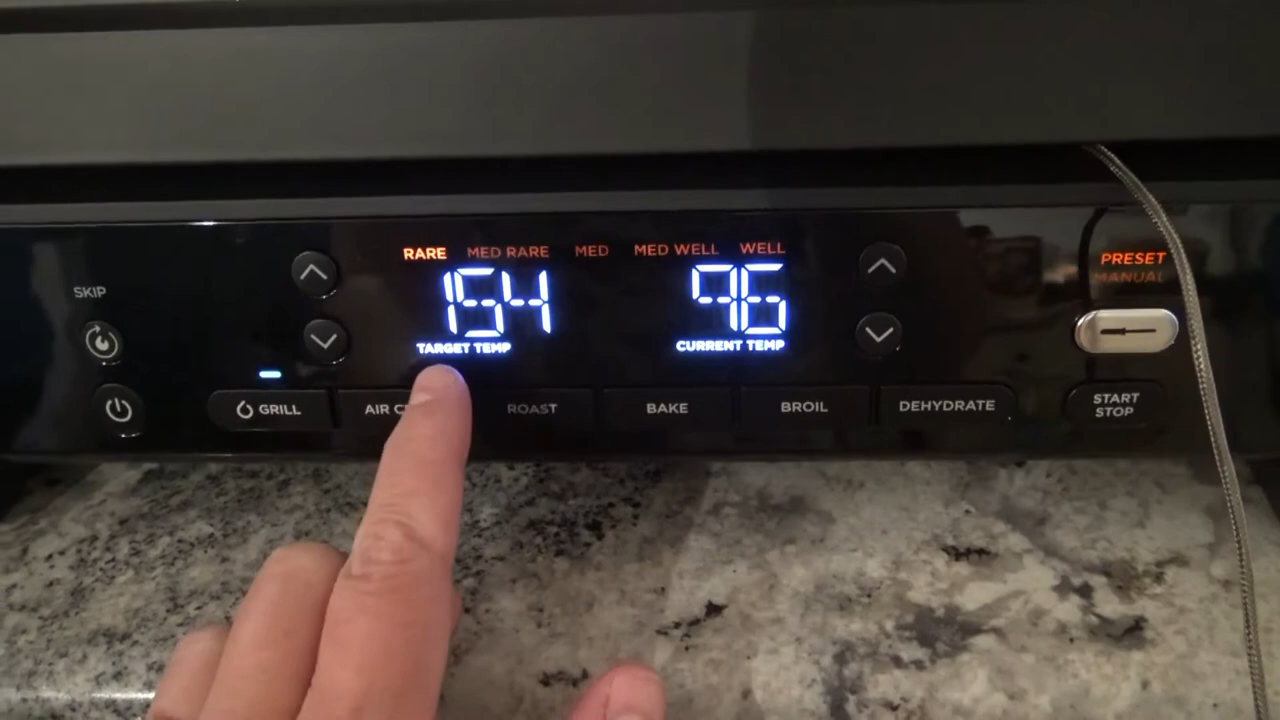 SKIP
RARE MED RARE MED MED WELL WELL
154 96
TARGET TEMP CURRENT TEMP
PRESET
MANUAL
GRILL
AIR C
ROAST
BAKE
BROIL
DEHYDRATE
START
STOP